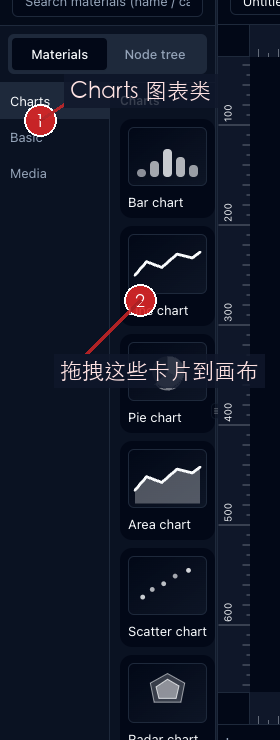 Search materials (name / ca
Untitle
Materials
Node tree
Charts
Charts 图表类
Charts
1
Basic
Media
Bar chart
2
chart
拖拽这些卡片到画布
Pie chart
Area chart
Scatter chart
Radar chart
100
200
300
400
500
600